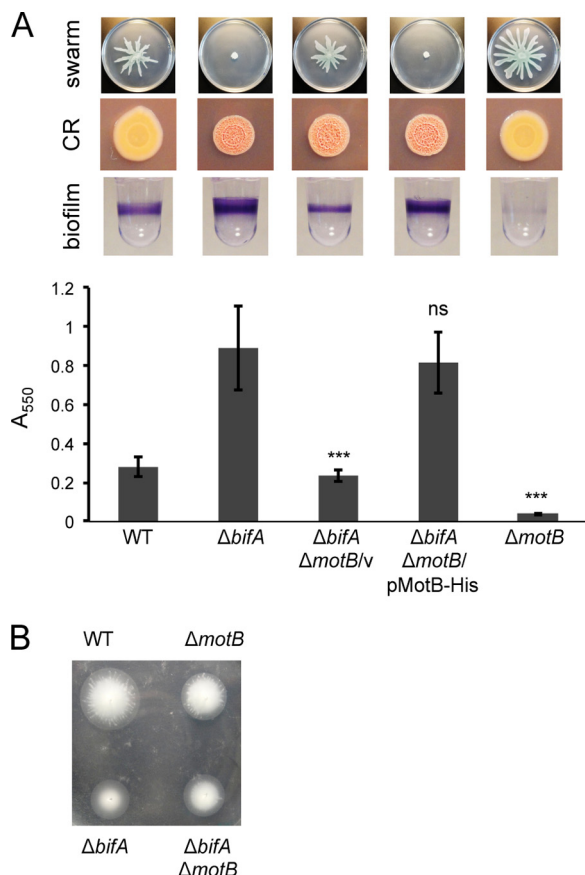 A
swarm
CR
biofilm
1.2
1
0.8
0.6
0.4
0.2
0
A550
ns
***
***
WT
ΔbifA
ΔbifA
ΔmotB/v
ΔbifA
ΔmotB/
pMotB-His
ΔmotB
B
WT ΔmotB
ΔbifA ΔbifA
ΔmotB